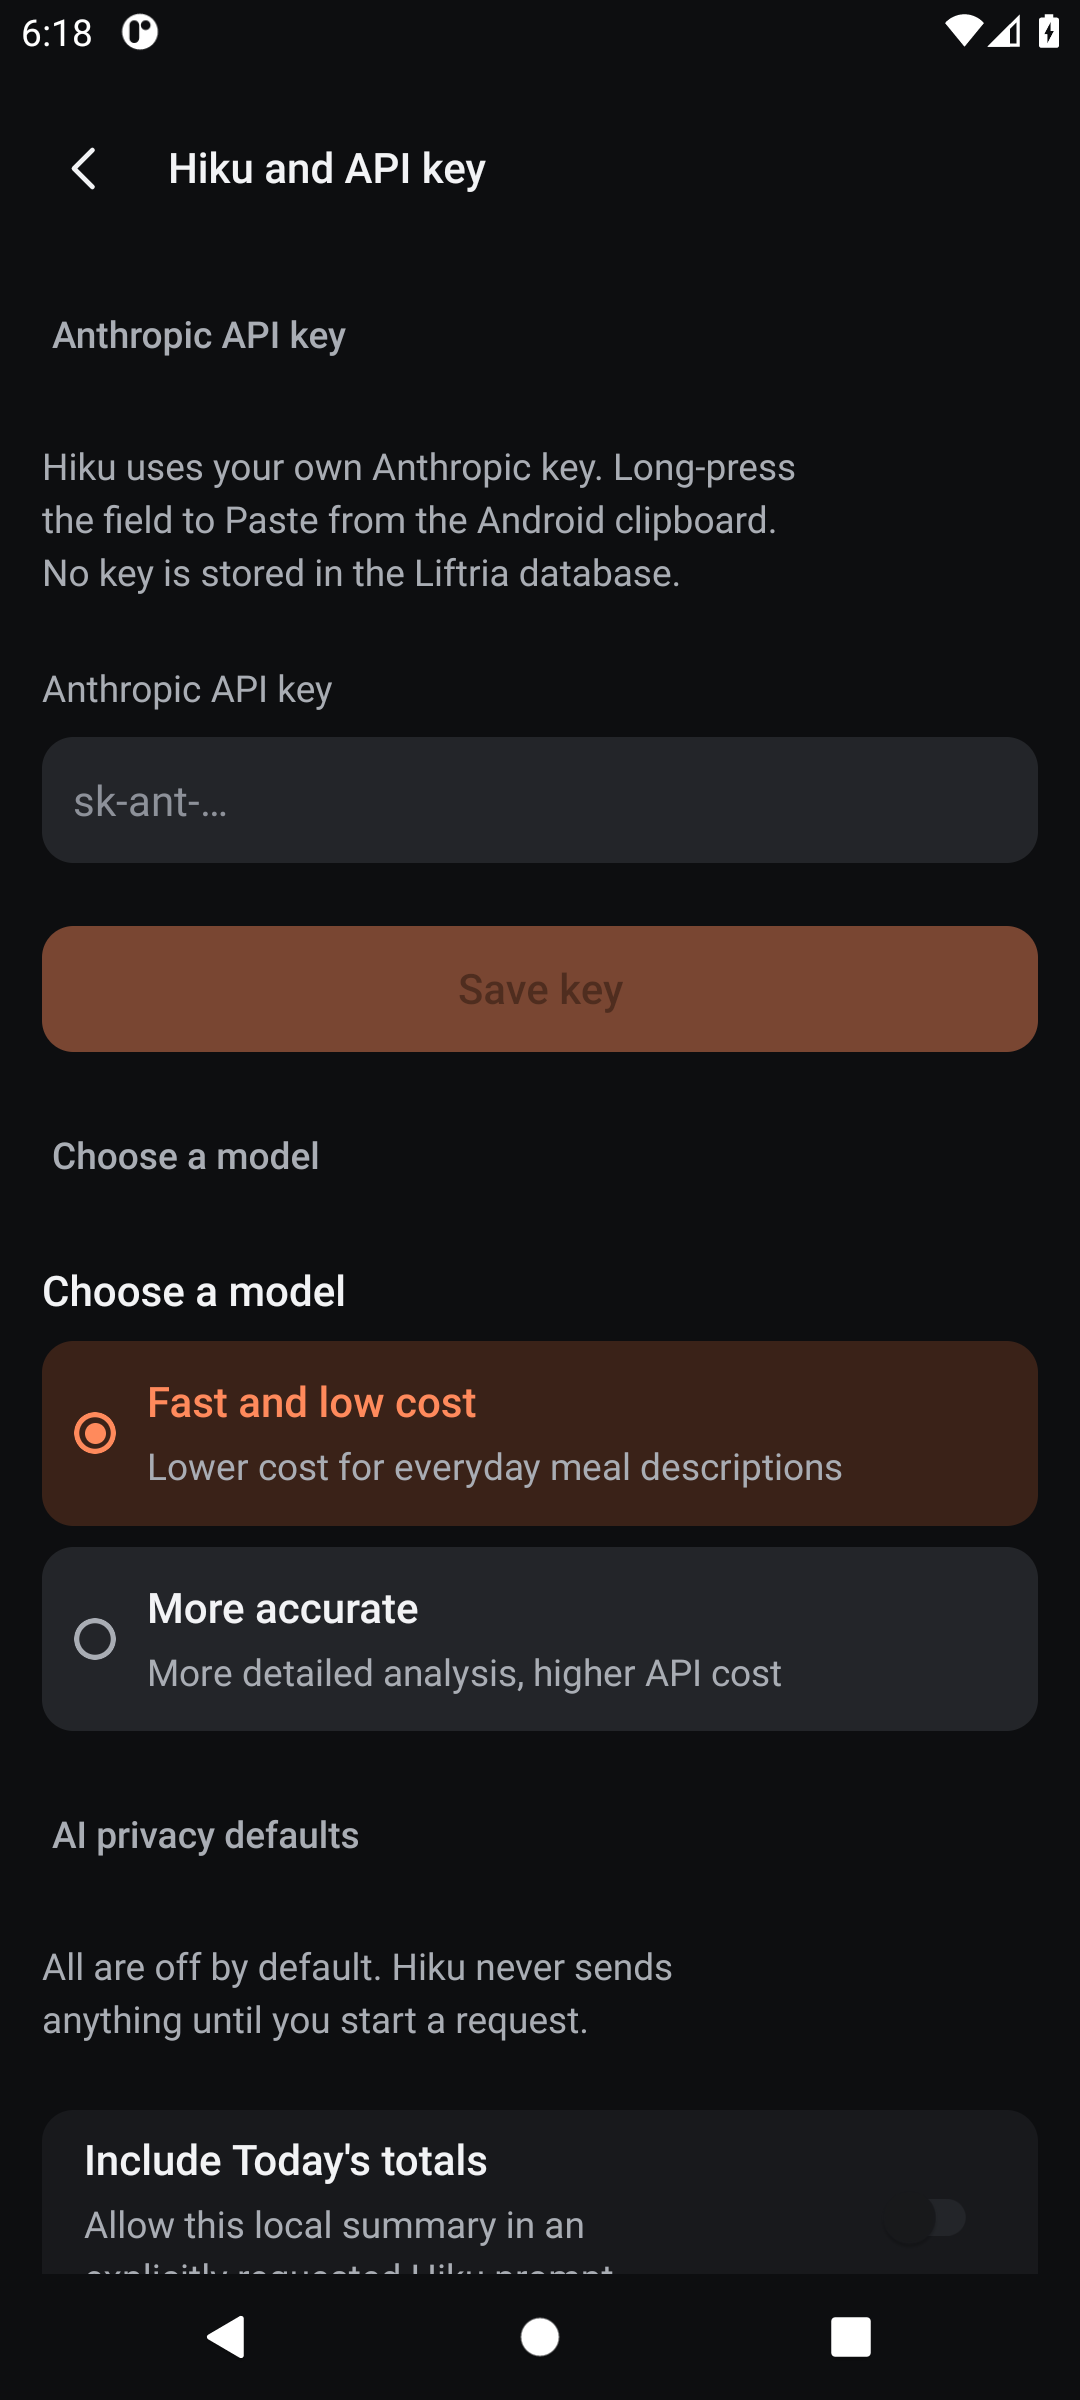 6:18
Hiku and API key
Anthropic API key
Hiku uses your own Anthropic key. Long-press
the field to Paste from the Android clipboard.
No key is stored in the Liftria database.
Anthropic API key
sk-ant-…
Save key
Choose a model
Choose a model
Fast and low cost
Lower cost for everyday meal descriptions
More accurate
More detailed analysis, higher API cost
AI privacy defaults
All are off by default. Hiku never sends
anything until you start a request.
Include Today's totals
Allow this local summary in an
explicitly requested Hiku prompt